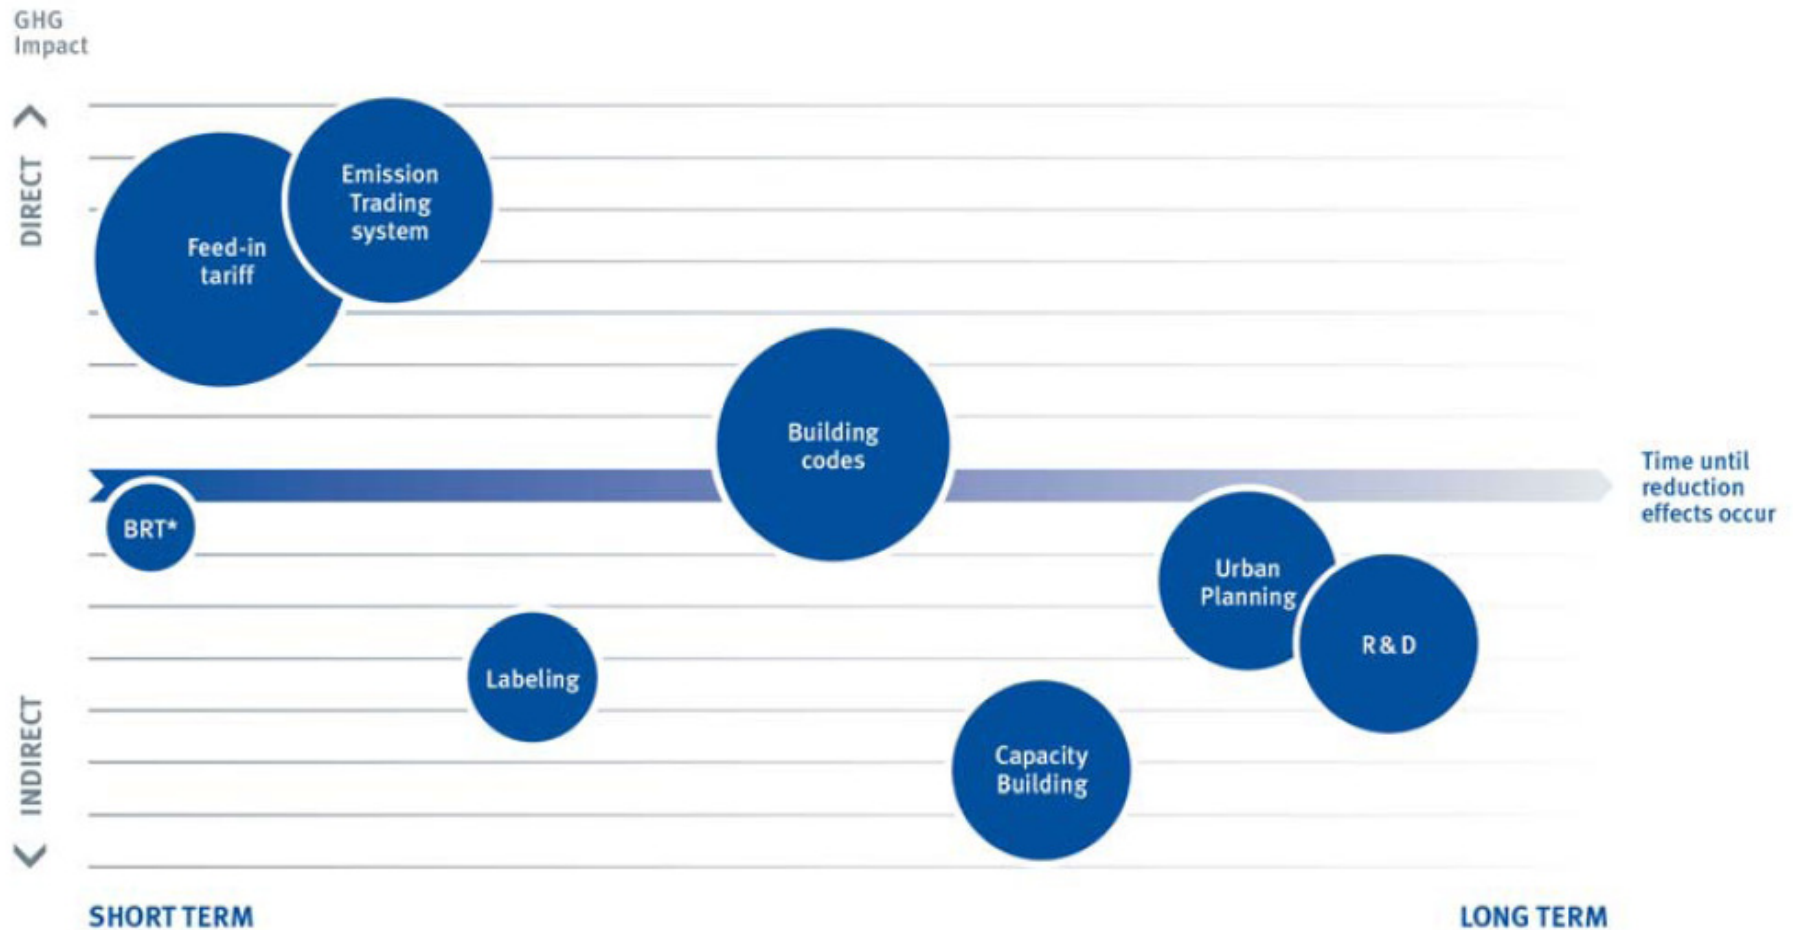 GHG
Impact
DIRECT
Emission
Trading
system
Feed-in
tariff
Building
codes
Time until
reduction
effects occur
BRT*
Urban
Planning
R & D
Labeling
Capacity
Building
INDIRECT
SHORT TERM
LONG TERM